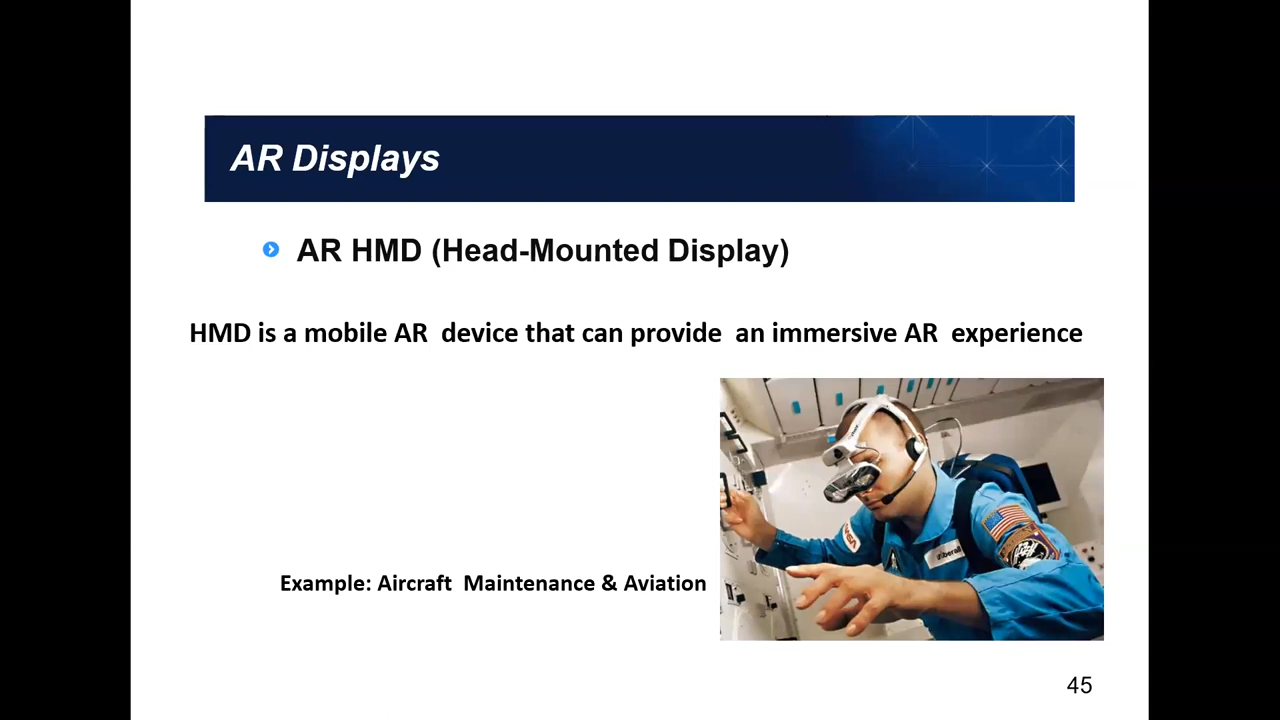 AR Displays
AR HMD (Head-Mounted Display)
HMD is a mobile AR device that can provide an immersive AR experience
NASA
Example: Aircraft Maintenance & Aviation
45